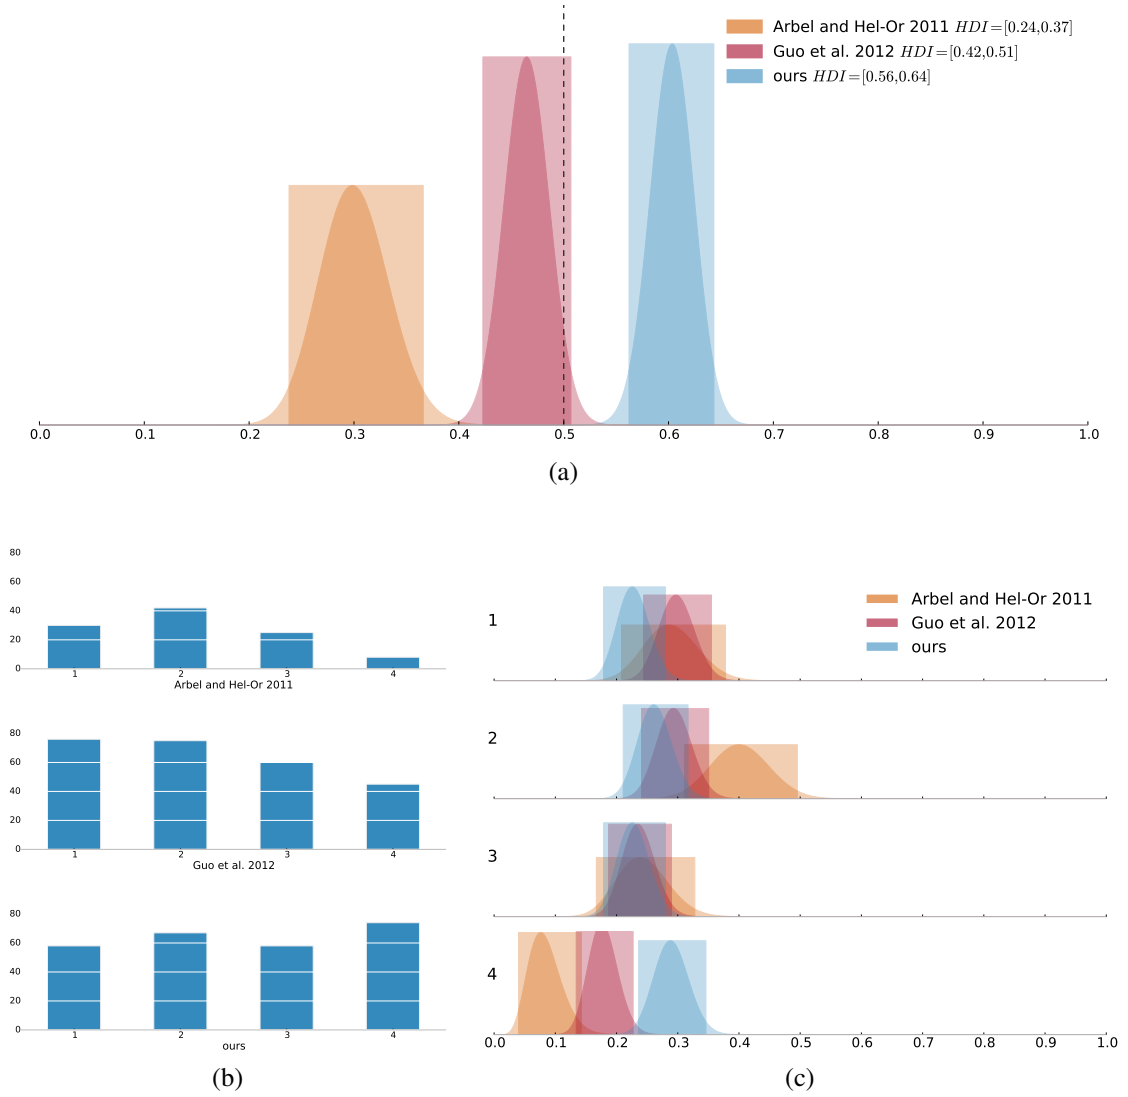 Arbel and Hel-Or 2011 HDI=[0.24,0.37]
Guo et al. 2012 HDI=[0.42,0.51]
ours HDI=[0.56,0.64]
0.0 0.1 0.2 0.3 0.4 0.5 0.6 0.7 0.8 0.9 1.0
(a)
80
60
40
20
0
1 2 3 4
Arbel and Hel-Or 2011
80
60
40
20
0
1 2 3 4
Guo et al. 2012
80
60
40
20
0
1 2 3 4
ours
(b)
1
Arbel and Hel-Or 2011
Guo et al. 2012
ours
2
3
4
0.0 0.1 0.2 0.3 0.4 0.5 0.6 0.7 0.8 0.9 1.0
(c)